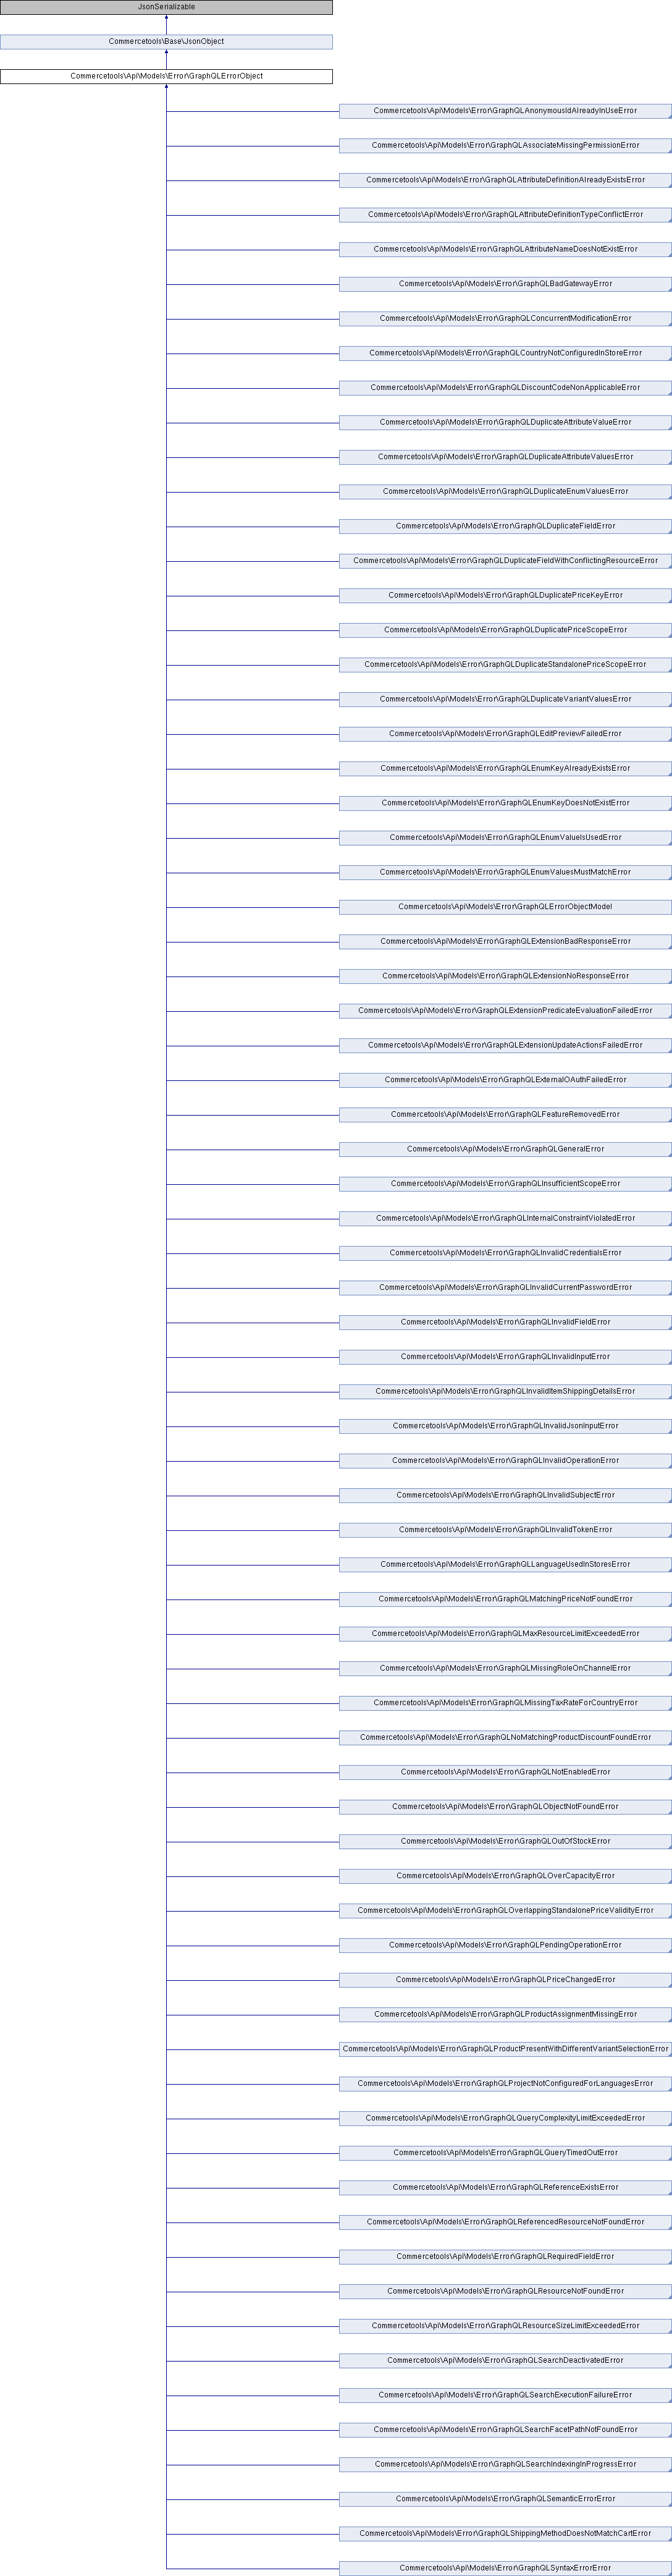 JsonSerializable
Commercetools\Base\JsonObject
Commercetools\Api\Models\Error\GraphQLErrorObject
Commercetools\Api\Models\Error\GraphQLAnonymousIdAlreadyInUseError
Commercetools\Api\Models\Error\GraphQLAssociateMissingPermissionError
Commercetools\Api\Models\Error\GraphQLAttributeDefinitionAlreadyExistsError
Commercetools\Api\Models\Error\GraphQLAttributeDefinitionTypeConflictError
Commercetools\Api\Models\Error\GraphQLAttributeNameDoesNotExistError
Commercetools\Api\Models\Error\GraphQLBadGatewayError
Commercetools\Api\Models\Error\GraphQLConcurrentModificationError
Commercetools\Api\Models\Error\GraphQLCountryNotConfiguredInStoreError
Commercetools\Api\Models\Error\GraphQLDiscountCodeNonApplicableError
Commercetools\Api\Models\Error\GraphQLDuplicateAttributeValueError
Commercetools\Api\Models\Error\GraphQLDuplicateAttributeValuesError
Commercetools\Api\Models\Error\GraphQLDuplicateEnumValuesError
Commercetools\Api\Models\Error\GraphQLDuplicateFieldError
Commercetools\Api\Models\Error\GraphQLDuplicateFieldWithConflictingResourceError
Commercetools\Api\Models\Error\GraphQLDuplicatePriceKeyError
Commercetools\Api\Models\Error\GraphQLDuplicatePriceScopeError
Commercetools\Api\Models\Error\GraphQLDuplicateStandalonePriceScopeError
Commercetools\Api\Models\Error\GraphQLDuplicateVariantValuesError
Commercetools\Api\Models\Error\GraphQLEditPreviewFailedError
Commercetools\Api\Models\Error\GraphQLEnumKeyAlreadyExistsError
Commercetools\Api\Models\Error\GraphQLEnumKeyDoesNotExistError
Commercetools\Api\Models\Error\GraphQLEnumValueIsUsedError
Commercetools\Api\Models\Error\GraphQLEnumValuesMustMatchError
Commercetools\Api\Models\Error\GraphQLErrorObjectModel
Commercetools\Api\Models\Error\GraphQLExtensionBadResponseError
Commercetools\Api\Models\Error\GraphQLExtensionNoResponseError
Commercetools\Api\Models\Error\GraphQLExtensionPredicateEvaluationFailedError
Commercetools\Api\Models\Error\GraphQLExtensionUpdateActionsFailedError
Commercetools\Api\Models\Error\GraphQLExternalOAuthFailedError
Commercetools\Api\Models\Error\GraphQLFeatureRemovedError
Commercetools\Api\Models\Error\GraphQLGeneralError
Commercetools\Api\Models\Error\GraphQLInsufficientScopeError
Commercetools\Api\Models\Error\GraphQLInternalConstraintViolatedError
Commercetools\Api\Models\Error\GraphQLInvalidCredentialsError
Commercetools\Api\Models\Error\GraphQLInvalidCurrentPasswordError
Commercetools\Api\Models\Error\GraphQLInvalidFieldError
Commercetools\Api\Models\Error\GraphQLInvalidInputError
Commercetools\Api\Models\Error\GraphQLInvalidItemShippingDetailsError
Commercetools\Api\Models\Error\GraphQLInvalidJsonInputError
Commercetools\Api\Models\Error\GraphQLInvalidOperationError
Commercetools\Api\Models\Error\GraphQLInvalidSubjectError
Commercetools\Api\Models\Error\GraphQLInvalidTokenError
Commercetools\Api\Models\Error\GraphQLLanguageUsedInStoresError
Commercetools\Api\Models\Error\GraphQLMatchingPriceNotFoundError
Commercetools\Api\Models\Error\GraphQLMaxResourceLimitExceededError
Commercetools\Api\Models\Error\GraphQLMissingRoleOnChannelError
Commercetools\Api\Models\Error\GraphQLMissingTaxRateForCountryError
Commercetools\Api\Models\Error\GraphQLNoMatchingProductDiscountFoundError
Commercetools\Api\Models\Error\GraphQLNotEnabledError
Commercetools\Api\Models\Error\GraphQLObjectNotFoundError
Commercetools\Api\Models\Error\GraphQLOutOfStockError
Commercetools\Api\Models\Error\GraphQLOverCapacityError
Commercetools\Api\Models\Error\GraphQLOverlappingStandalonePriceValidityError
Commercetools\Api\Models\Error\GraphQLPendingOperationError
Commercetools\Api\Models\Error\GraphQLPriceChangedError
Commercetools\Api\Models\Error\GraphQLProductAssignmentMissingError
Commercetools\Api\Models\Error\GraphQLProductPresentWithDifferentVariantSelectionError
Commercetools\Api\Models\Error\GraphQLProjectNotConfiguredForLanguagesError
Commercetools\Api\Models\Error\GraphQLQueryComplexityLimitExceededError
Commercetools\Api\Models\Error\GraphQLQueryTimedOutError
Commercetools\Api\Models\Error\GraphQLReferenceExistsError
Commercetools\Api\Models\Error\GraphQLReferencedResourceNotFoundError
Commercetools\Api\Models\Error\GraphQLRequiredFieldError
Commercetools\Api\Models\Error\GraphQLResourceNotFoundError
Commercetools\Api\Models\Error\GraphQLResourceSizeLimitExceededError
Commercetools\Api\Models\Error\GraphQLSearchDeactivatedError
Commercetools\Api\Models\Error\GraphQLSearchExecutionFailureError
Commercetools\Api\Models\Error\GraphQLSearchFacetPathNotFoundError
Commercetools\Api\Models\Error\GraphQLSearchIndexingInProgressError
Commercetools\Api\Models\Error\GraphQLSemanticErrorError
Commercetools\Api\Models\Error\GraphQLShippingMethodDoesNotMatchCartError
Commercetools\Api\Models\Error\GraphQLSyntaxErrorError